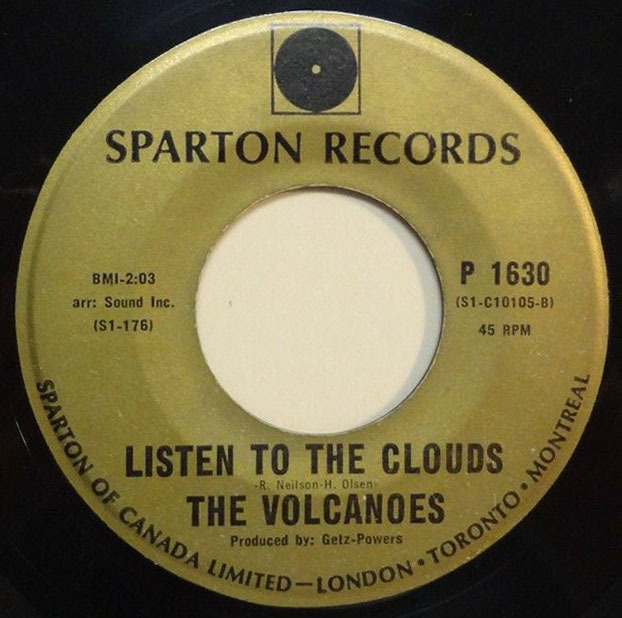 SPARTON RECORDS
BMI-2:03
arr: Sound Inc.
(S1-176)
P 1630
(S1-C10105-B)
45 RPM
LISTEN TO THE CLOUDS
-R. Neilson-H. Olsen-
THE VOLCANOES
Produced by: Getz-Powers
SPARTON OF CANADA LIMITED—LONDON • TORONTO • MONTREAL